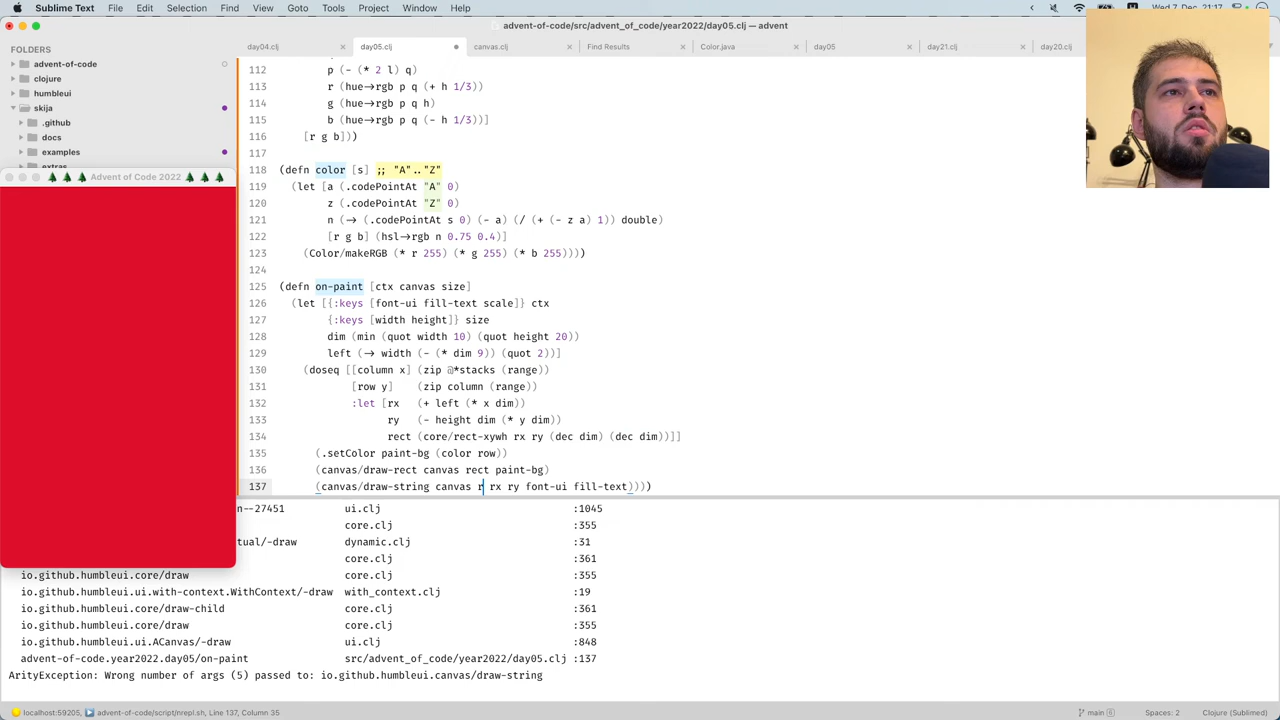 Sublime Text File Edit Selection Find View Goto Tools Project Window Help Wed 7. Dec 21:17
advent-of-code/src/advent_of_code/year2022/day05.clj — advent
FOLDERS
advent-of-code
clojure
humbleui
skija
.github
docs
examples
extras
🌲 🌲 🌲 Advent of Code 2022 🌲 🌲 🌲
day04.clj × day05.clj canvas.clj × Find Results × Color.java × day05 × day21.clj × day20.clj
112 p (- (* 2 l) q)
113 r (hue->rgb p q (+ h 1/3))
114 g (hue->rgb p q h)
115 b (hue->rgb p q (- h 1/3))]
116 [r g b]))
117
118 (defn color [s] ;; "A".."Z"
119 (let [a (.codePointAt "A" 0)
120 z (.codePointAt "Z" 0)
121 n (-> (.codePointAt s 0) (- a) (/ (+ (- z a) 1)) double)
122 [r g b] (hsl->rgb n 0.75 0.4)]
123 (Color/makeRGB (* r 255) (* g 255) (* b 255))))
124
125 (defn on-paint [ctx canvas size]
126 (let [{:keys [font-ui fill-text scale]} ctx
127 {:keys [width height]} size
128 dim (min (quot width 10) (quot height 20))
129 left (-> width (- (* dim 9)) (quot 2))]
130 (doseq [[column x] (zip @*stacks (range))
131 [row y] (zip column (range))
132 :let [rx (+ left (* x dim))
133 ry (- height dim (* y dim))
134 rect (core/rect-xywh rx ry (dec dim) (dec dim))]]
135 (.setColor paint-bg (color row))
136 (canvas/draw-rect canvas rect paint-bg)
137 (canvas/draw-string canvas r rx ry font-ui fill-text))))
n--27451 ui.clj :1045
core.clj :355
tual/-draw dynamic.clj :31
core.clj :361
io.github.humbleui.core/draw core.clj :355
io.github.humbleui.ui.with-context.WithContext/-draw with_context.clj :19
io.github.humbleui.core/draw-child core.clj :361
io.github.humbleui.core/draw core.clj :355
io.github.humbleui.ui.ACanvas/-draw ui.clj :848
advent-of-code.year2022.day05/on-paint src/advent_of_code/year2022/day05.clj :137
ArityException: Wrong number of args (5) passed to: io.github.humbleui.canvas/draw-string
localhost:59205, advent-of-code/script/nrepl.sh, Line 137, Column 35 main 6 Spaces: 2 Clojure (Sublimed)